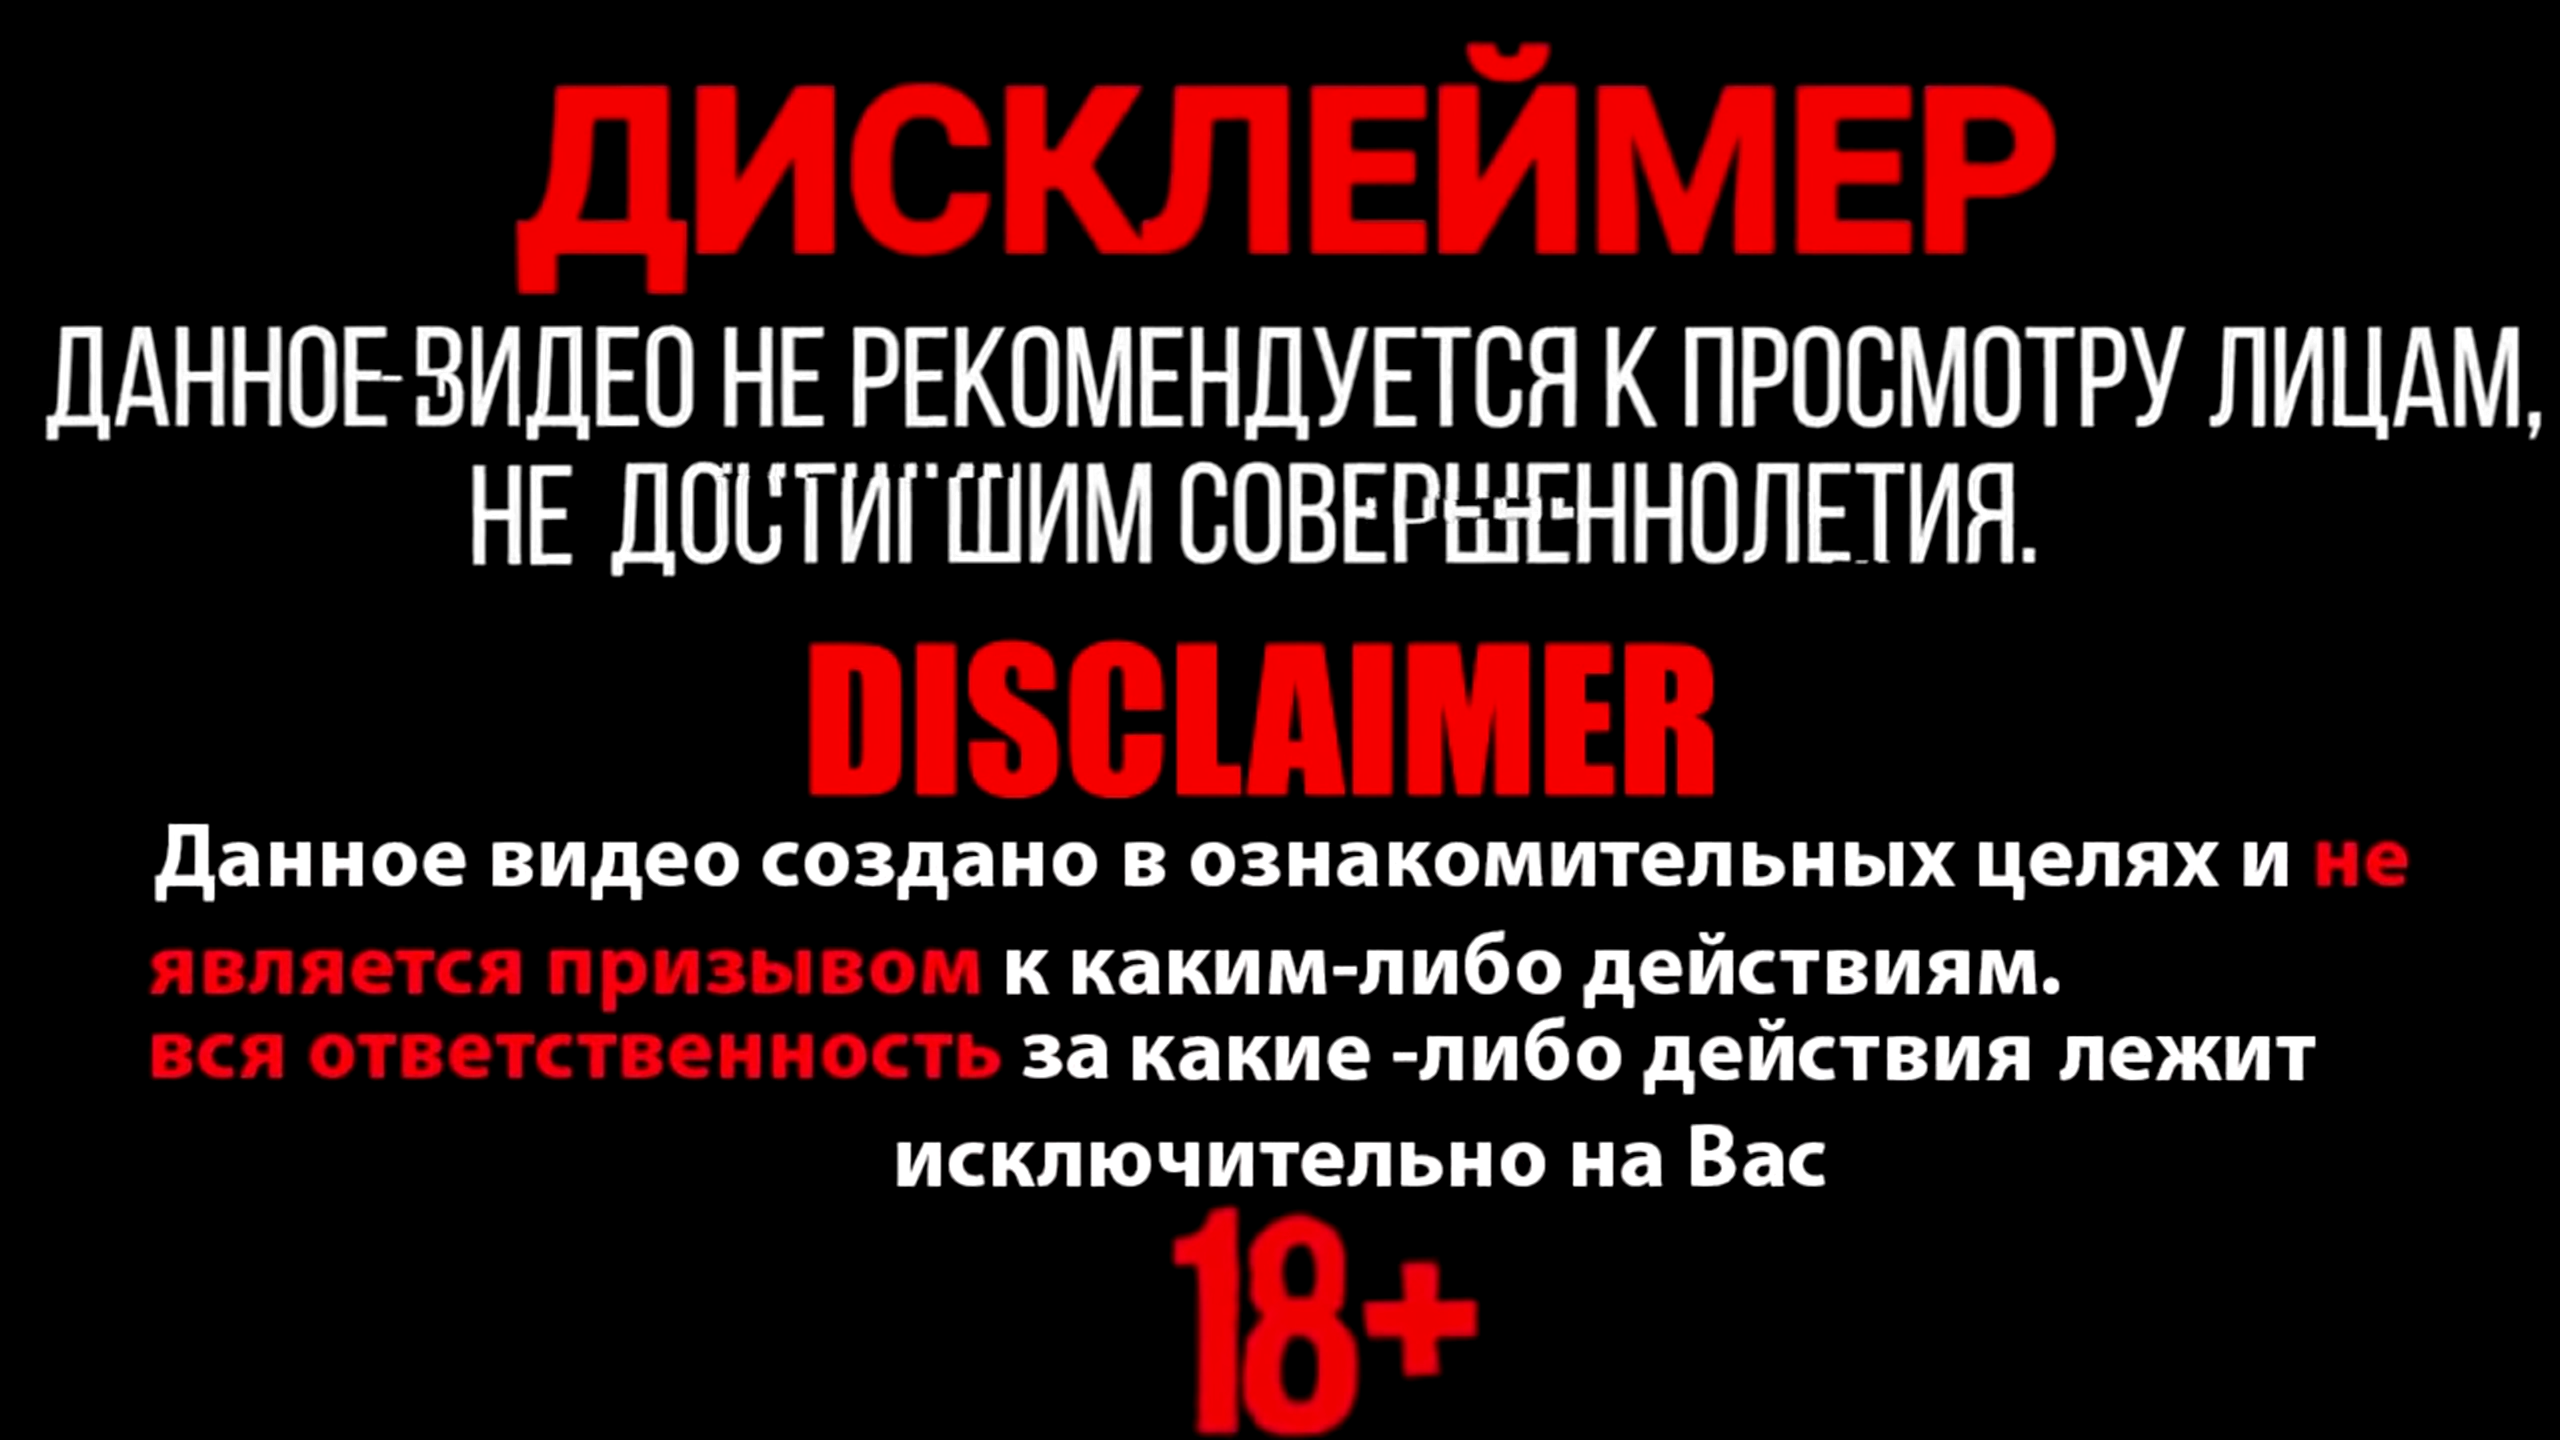 ДИСКЛЕЙМЕР
ДАННОЕ ВИДЕО НЕ РЕКОМЕНДУЕТСЯ К ПРОСМОТРУ ЛИЦАМ,
НЕ ДОСТИГШИМ СОВЕРШЕННОЛЕТИЯ.
DISCLAIMER
Данное видео создано в ознакомительных целях и не
является призывом к каким-либо действиям.
вся ответственность за какие -либо действия лежит
исключительно на Вас
18+